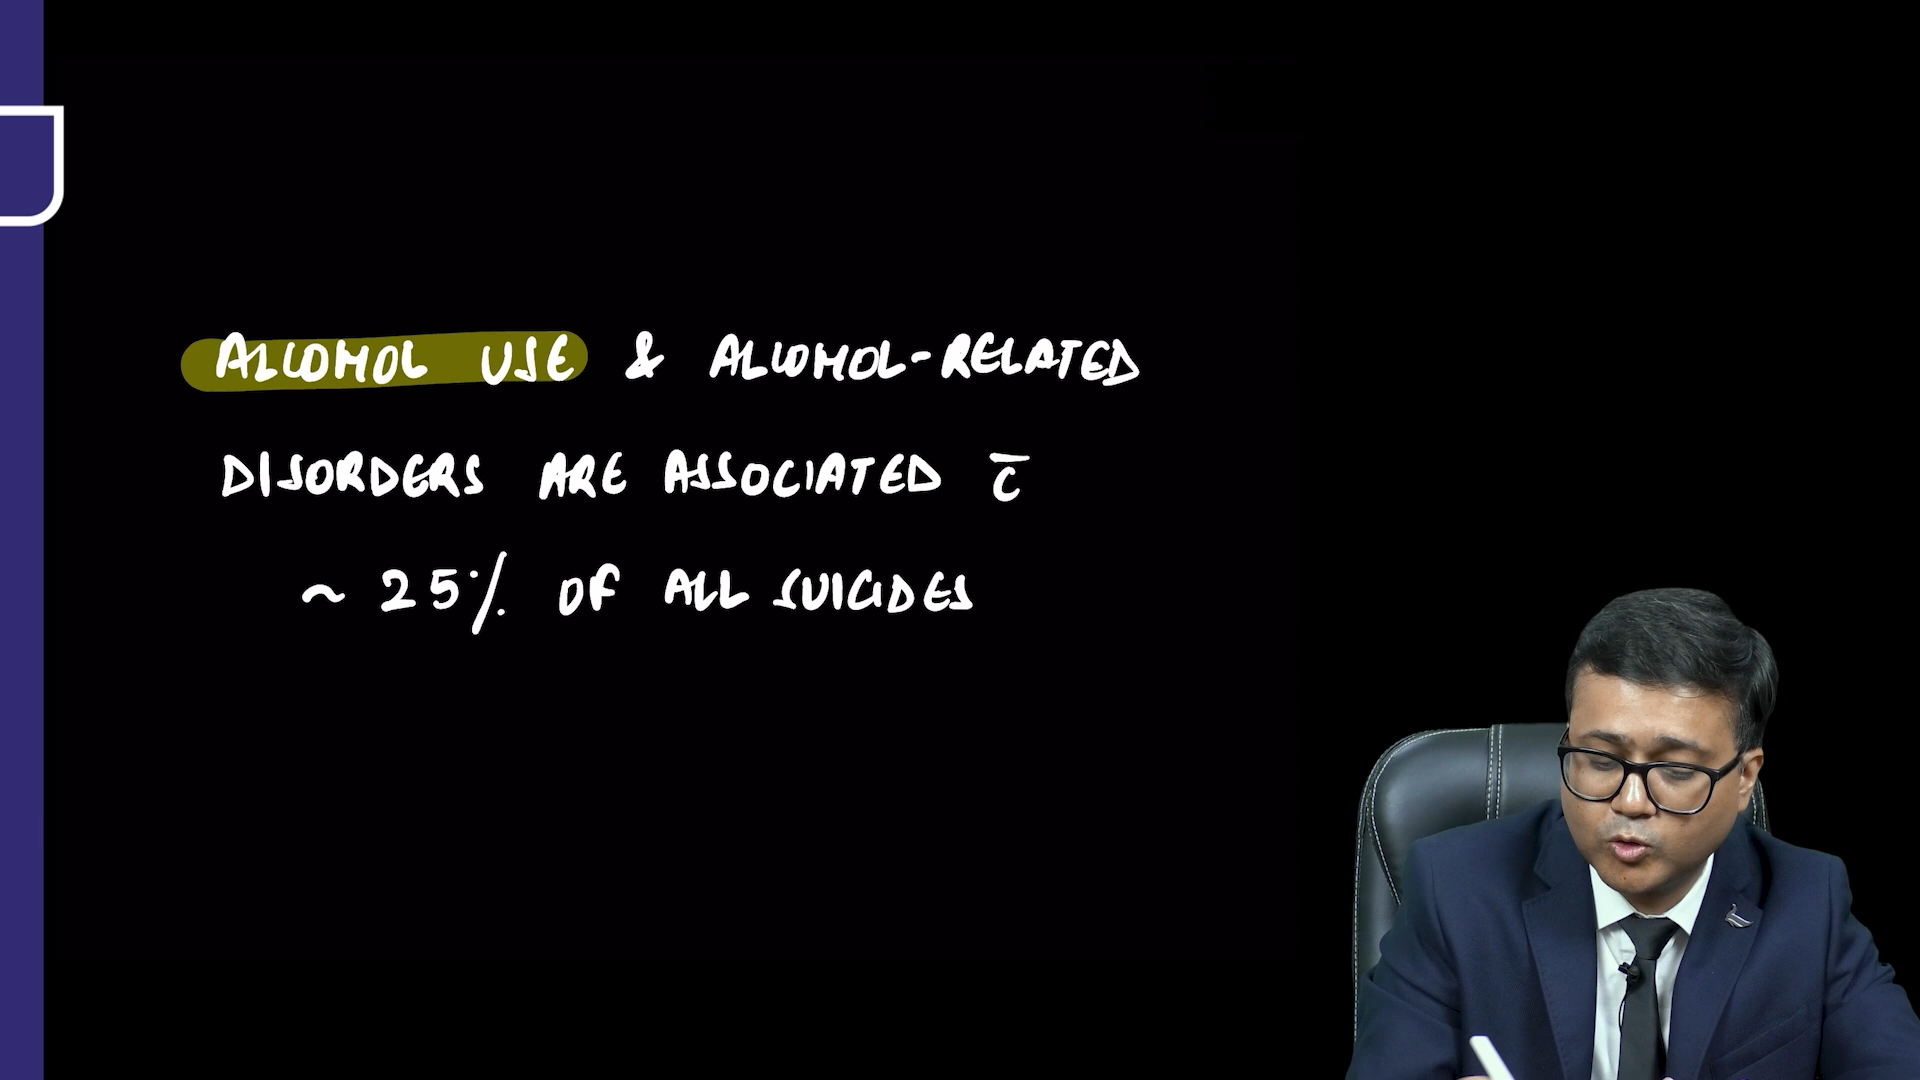 ALCOHOL USE & ALCOHOL-RELATED
DISORDERS ARE ASSOCIATED c̄
~ 25% OF ALL SUICIDES